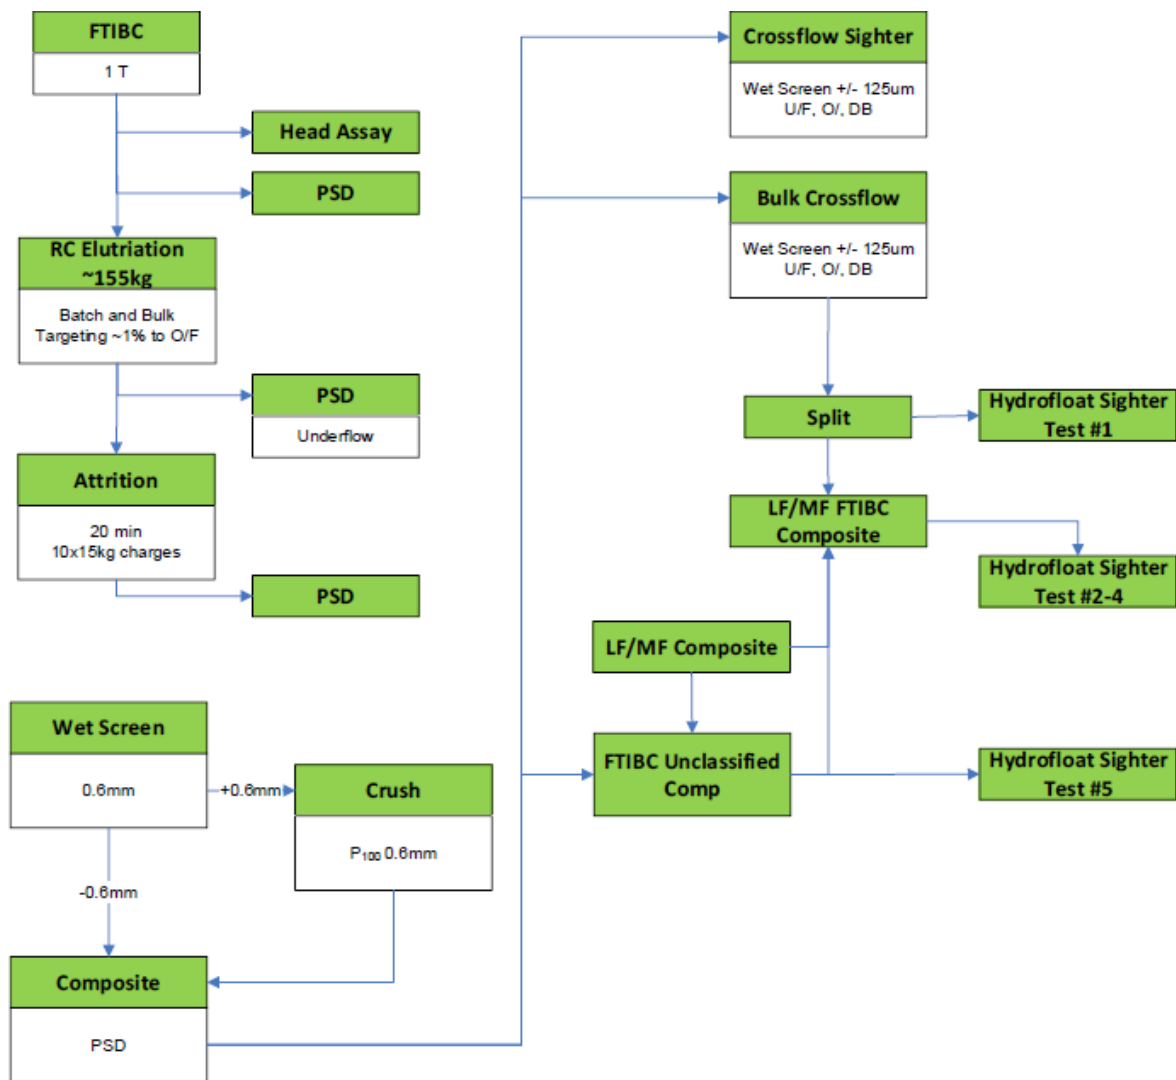 FTIBC
1 T
Head Assay
PSD
RC Elutriation
~155kg
Batch and Bulk
Targeting ~1% to O/F
PSD
Underflow
Attrition
20 min
10x15kg charges
PSD
Wet Screen
0.6mm
+0.6mm
Crush
P₁₀₀ 0.6mm
-0.6mm
Composite
PSD
Crossflow Sighter
Wet Screen +/- 125um
U/F, O/, DB
Bulk Crossflow
Wet Screen +/- 125um
U/F, O/, DB
Split
Hydrofloat Sighter
Test #1
LF/MF FTIBC
Composite
Hydrofloat Sighter
Test #2-4
LF/MF Composite
FTIBC Unclassified
Comp
Hydrofloat Sighter
Test #5